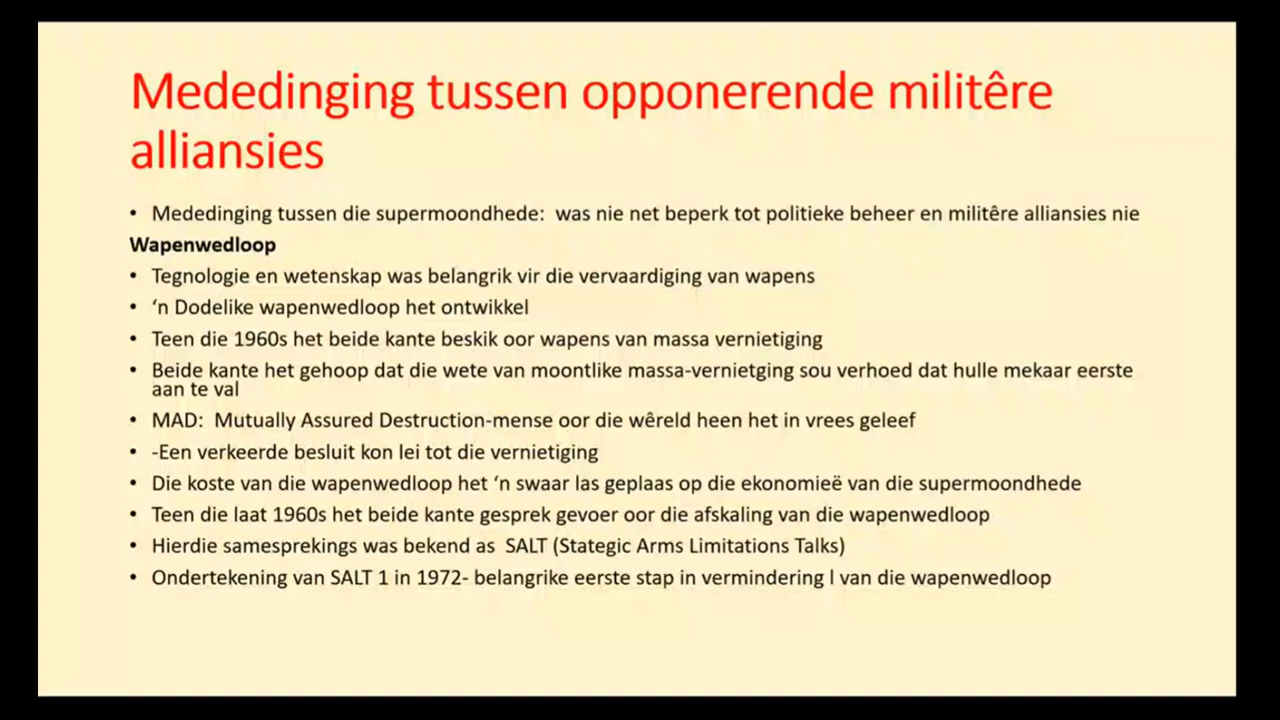 Mededinging tussen opponerende militêre
alliansies
• Mededinging tussen die supermoondhede:  was nie net beperk tot politieke beheer en militêre alliansies nie
Wapenwedloop
• Tegnologie en wetenskap was belangrik vir die vervaardiging van wapens
• ‘n Dodelike wapenwedloop het ontwikkel
• Teen die 1960s het beide kante beskik oor wapens van massa vernietiging
• Beide kante het gehoop dat die wete van moontlike massa-vernietging sou verhoed dat hulle mekaar eerste
aan te val
• MAD:  Mutually Assured Destruction-mense oor die wêreld heen het in vrees geleef
• -Een verkeerde besluit kon lei tot die vernietiging
• Die koste van die wapenwedloop het ‘n swaar las geplaas op die ekonomieë van die supermoondhede
• Teen die laat 1960s het beide kante gesprek gevoer oor die afskaling van die wapenwedloop
• Hierdie samesprekings was bekend as  SALT (Stategic Arms Limitations Talks)
• Ondertekening van SALT 1 in 1972- belangrike eerste stap in vermindering l van die wapenwedloop